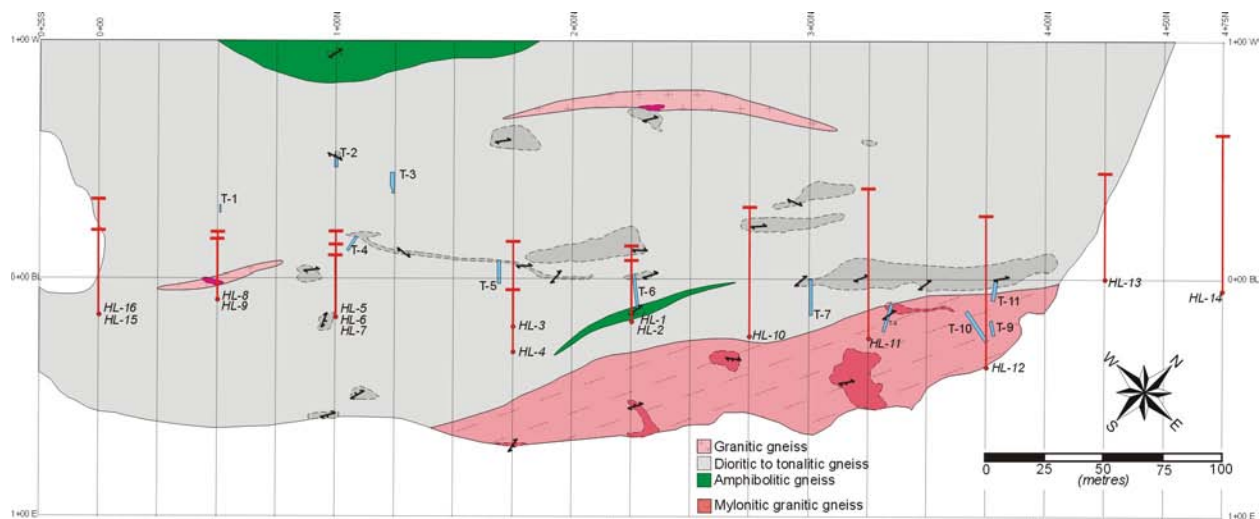 0+25S 0+00 1+00N 2+00N 3+00N 4+00N 4+50N 4+75N
1+00 W 1+00 W
T-2
T-3
T-1
T-4
0+00 BL 0+00 BL
T-5
HL-13
HL-14
HL-8
HL-9
T-6
T-11
HL-16
HL-15
HL-5
HL-6
HL-7
HL-1
HL-2
T-7
HL-3
T-10 T-9
HL-10
HL-11
HL-4
HL-12
W N
S E
Granitic gneiss
Dioritic to tonalitic gneiss
Amphibolitic gneiss
Mylonitic granitic gneiss
0 25 50 75 100
(metres)
1+00 E 1+00 E